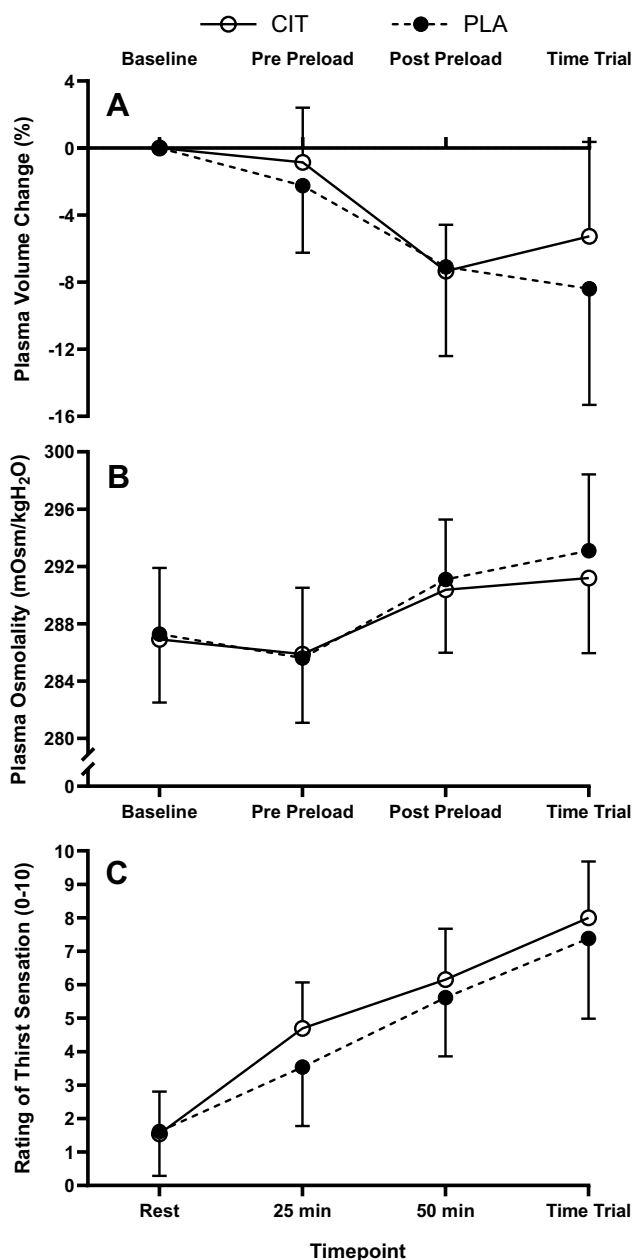 CIT PLA
Baseline Pre Preload Post Preload Time Trial
A
Plasma Volume Change (%)
4
0
-4
-8
-12
-16
B
Plasma Osmolality (mOsm/kgH₂O)
300
296
292
288
284
280
0
Baseline Pre Preload Post Preload Time Trial
C
Rating of Thirst Sensation (0-10)
10
9
8
7
6
5
4
3
2
1
0
Rest 25 min 50 min Time Trial
Timepoint